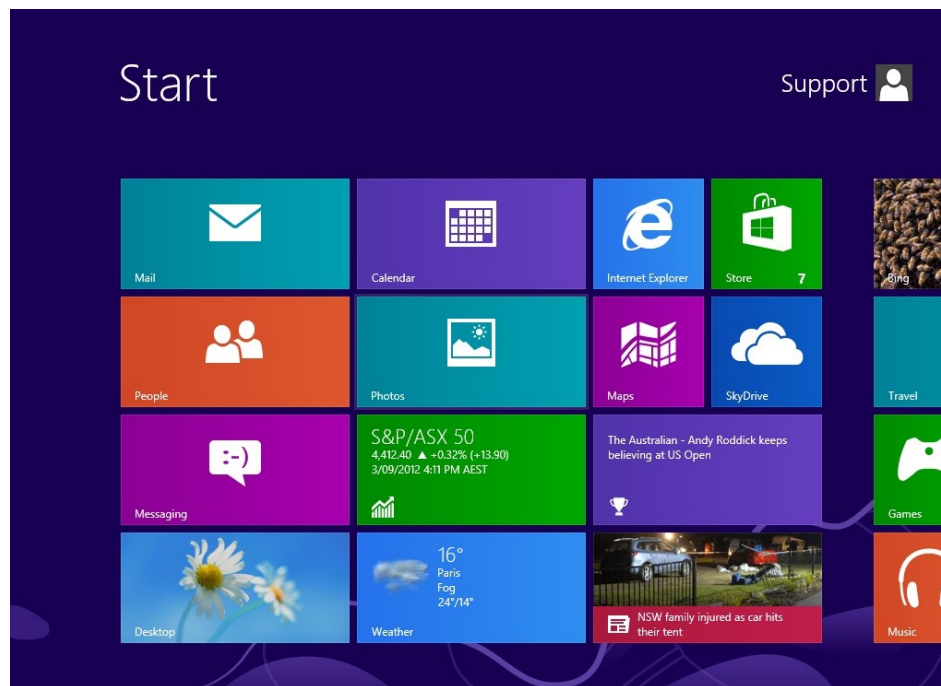 Start
Support
Mail
Calendar
Internet Explorer
Store
7
Bing
People
Photos
Maps
SkyDrive
Travel
:-)
Messaging
S&P/ASX 50
4,412.40 ▲ +0.32% (+13.90)
3/09/2012 4:11 PM AEST
The Australian - Andy Roddick keeps
believing at US Open
Games
Desktop
16°
Paris
Fog
24°/14°
Weather
NSW family injured as car hits
their tent
Music